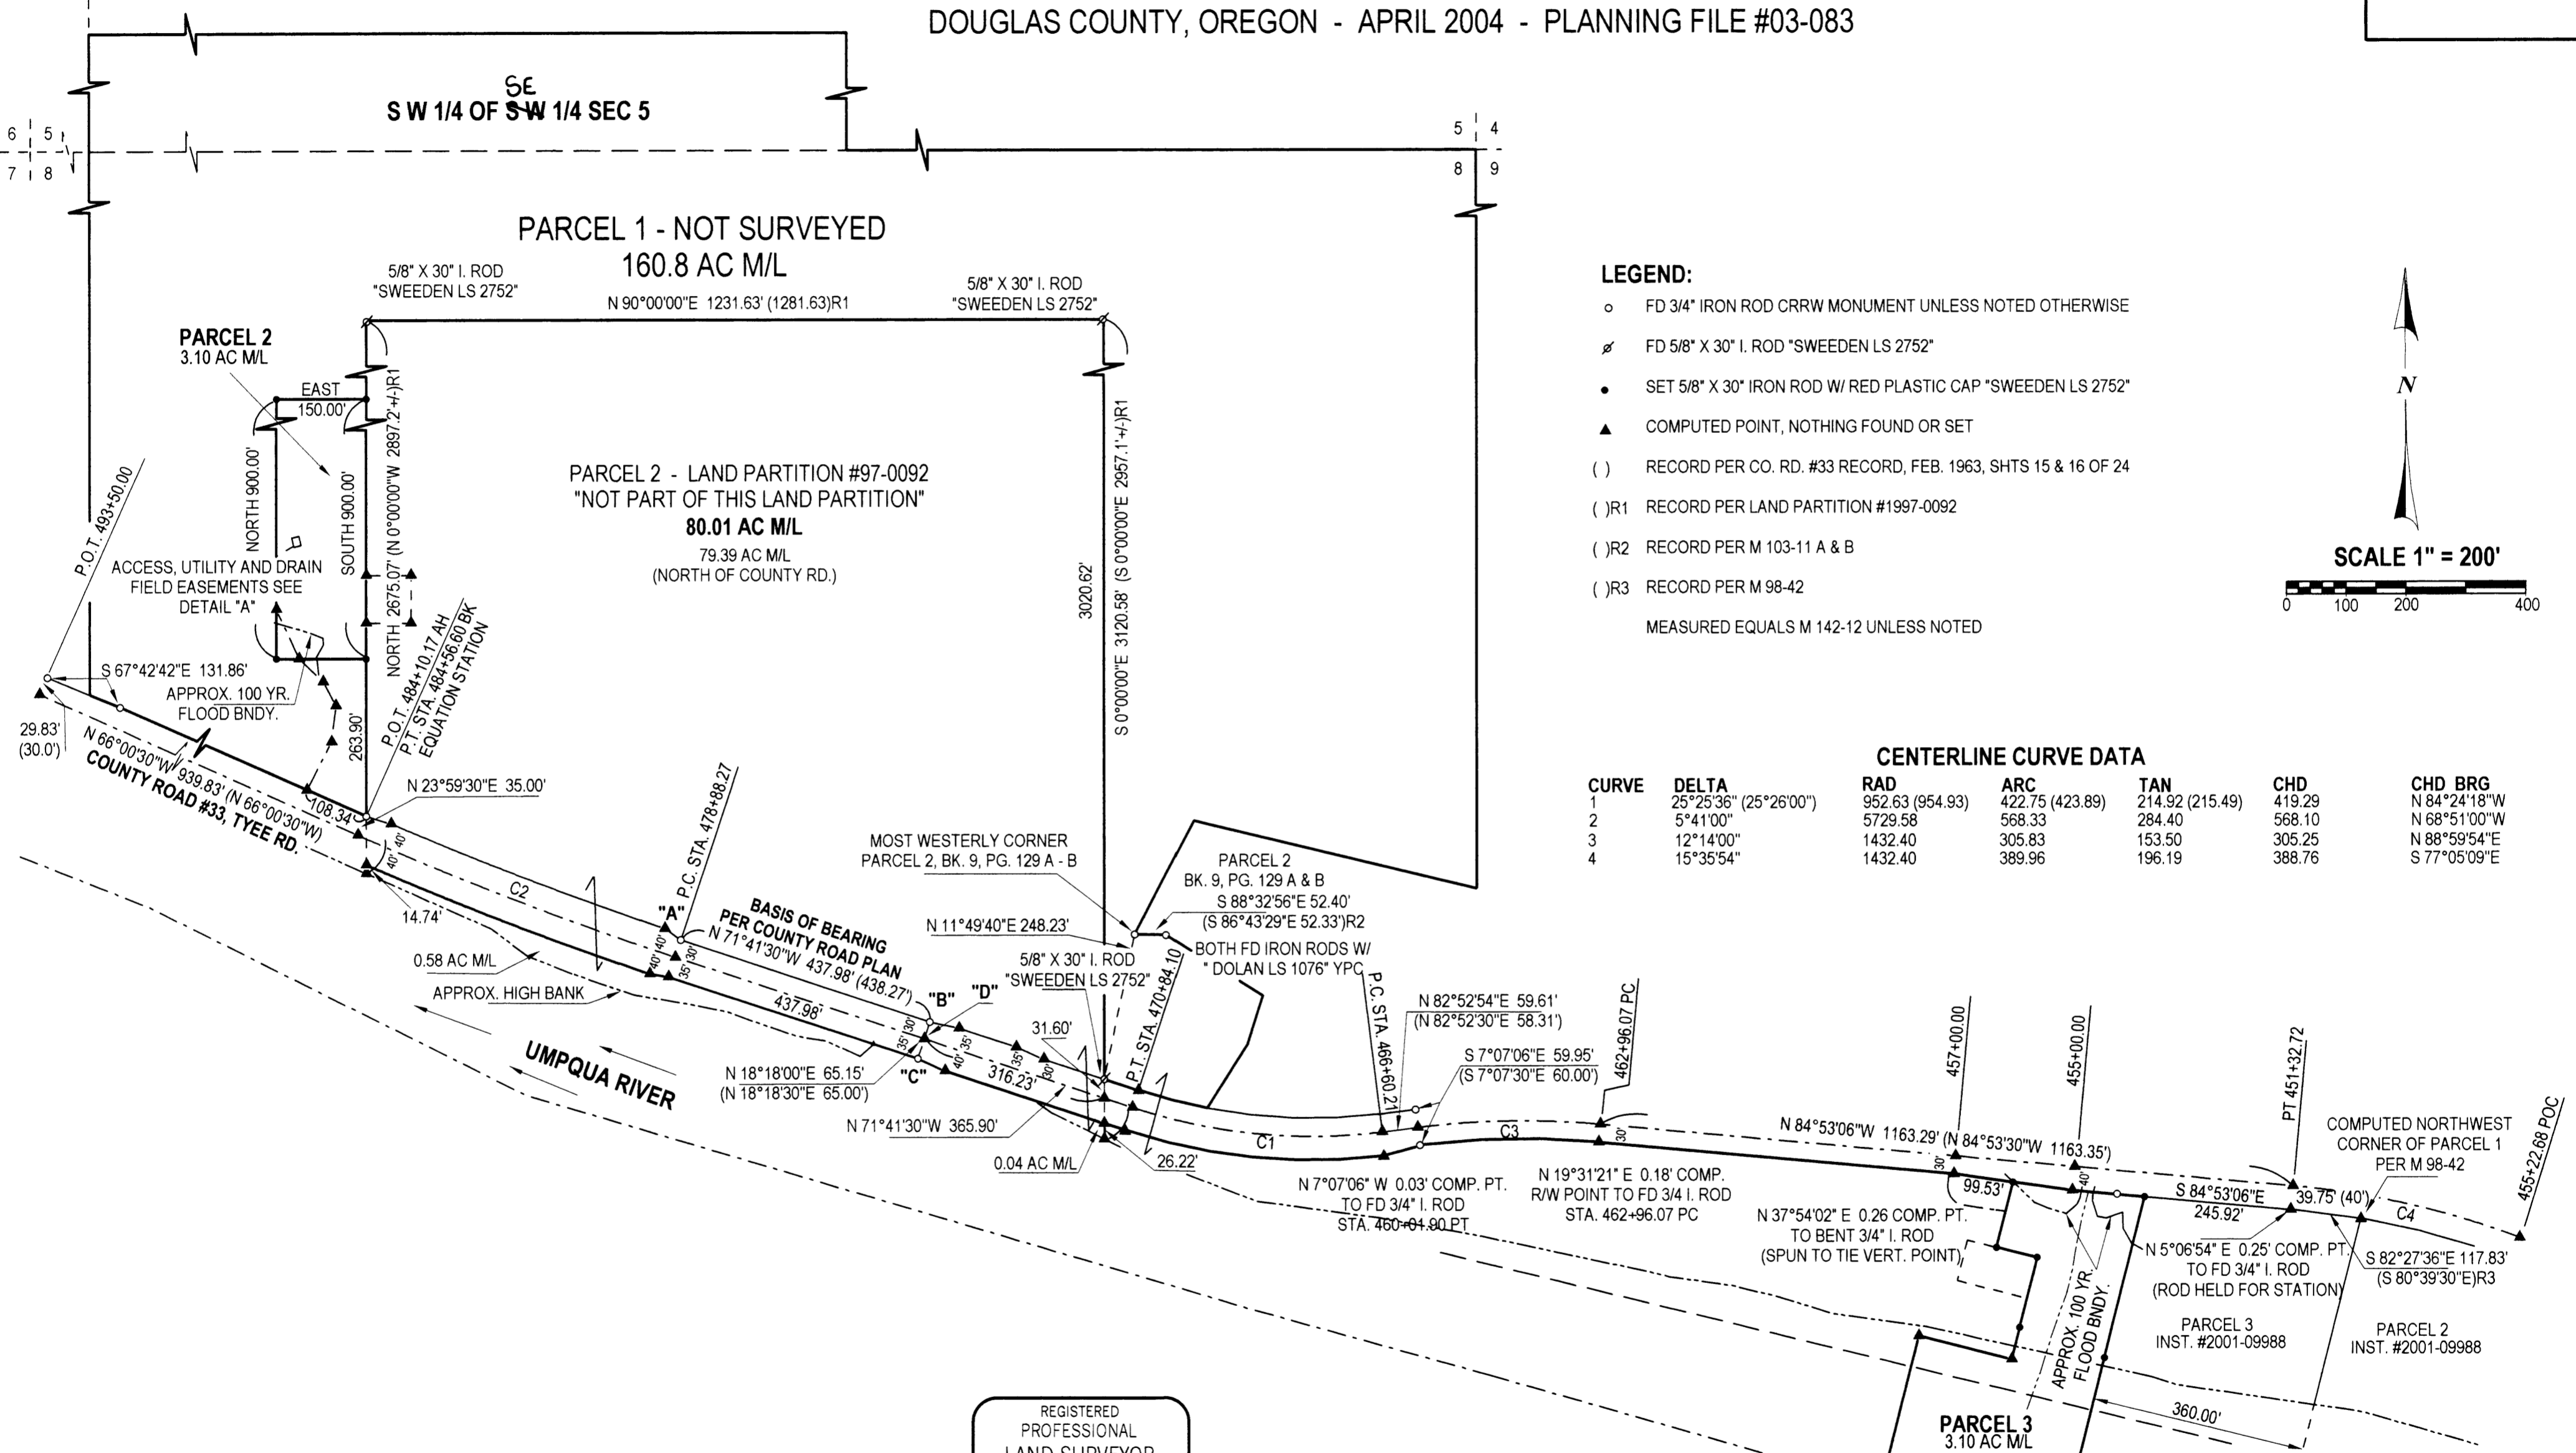 DOUGLAS COUNTY, OREGON - APRIL 2004 - PLANNING FILE #03-083
SE
S W 1/4 OF S W 1/4 SEC 5
6 5
7 8
5 4
8 9
PARCEL 1 - NOT SURVEYED
160.8 AC M/L
5/8" X 30" I. ROD
"SWEEDEN LS 2752"
N 90°00'00"E 1231.63' (1281.63)R1
5/8" X 30" I. ROD
"SWEEDEN LS 2752"
PARCEL 2
3.10 AC M/L
EAST
150.00'
NORTH 900.00'
SOUTH 900.00'
NORTH 2675.07' (N 0°00'00"W 2897.2'+/-)R1
PARCEL 2 - LAND PARTITION #97-0092
"NOT PART OF THIS LAND PARTITION"
80.01 AC M/L
79.39 AC M/L
(NORTH OF COUNTY RD.)
3020.62'
S 0°00'00"E 3120.58' (S 0°00'00"E 2957.1'+/-)R1
P.O.T. 493+50.00
ACCESS, UTILITY AND DRAIN
FIELD EASEMENTS SEE
DETAIL "A"
S 67°42'42"E 131.86'
APPROX. 100 YR.
FLOOD BNDY.
29.83'
(30.0')
N 66°00'30"W 939.83' (N 66°00'30"W)
COUNTY ROAD #33, TYEE RD.
108.34'
263.90'
P.O.T. 484+10.17 AH
P.T. STA. 484+56.60 BK
EQUATION STATION
N 23°59'30"E 35.00'
40'
40'
14.74'
C2
0.58 AC M/L
APPROX. HIGH BANK
UMPQUA RIVER
P.C. STA. 478+88.27
"A"
40'
40'
35'
30'
BASIS OF BEARING
PER COUNTY ROAD PLAN
N 71°41'30"W 437.98' (438.27')
437.98'
"B"
"D"
"C"
30'
35'
35'
40'
35'
30'
N 18°18'00"E 65.15'
(N 18°18'30"E 65.00')
316.23'
N 71°41'30"W 365.90'
31.60'
MOST WESTERLY CORNER
PARCEL 2, BK. 9, PG. 129 A - B
N 11°49'40"E 248.23'
5/8" X 30" I. ROD
"SWEEDEN LS 2752"
PARCEL 2
BK. 9, PG. 129 A & B
S 88°32'56"E 52.40'
(S 86°43'29"E 52.33')R2
BOTH FD IRON RODS W/
" DOLAN LS 1076" YPC
P.T. STA. 470+84.10
0.04 AC M/L
26.22'
C1
P.C. STA. 466+60.21
N 82°52'54"E 59.61'
(N 82°52'30"E 58.31')
S 7°07'06"E 59.95'
(S 7°07'30"E 60.00')
C3
462+96.07 PC
30'
N 7°07'06" W 0.03' COMP. PT.
TO FD 3/4" I. ROD
STA. 460+01.90 PT
N 19°31'21" E 0.18' COMP.
R/W POINT TO FD 3/4 I. ROD
STA. 462+96.07 PC
N 84°53'06"W 1163.29' (N 84°53'30"W 1163.35')
457+00.00
455+00.00
30'
99.53'
40'
N 37°54'02" E 0.26 COMP. PT.
TO BENT 3/4" I. ROD
(SPUN TO TIE VERT. POINT)
PT 451+32.72
S 84°53'06"E
245.92'
39.75' (40')
C4
COMPUTED NORTHWEST
CORNER OF PARCEL 1
PER M 98-42
455+22.68 POC
N 5°06'54" E 0.25' COMP. PT.
TO FD 3/4" I. ROD
(ROD HELD FOR STATION)
S 82°27'36"E 117.83'
(S 80°39'30"E)R3
APPROX. 100 YR.
FLOOD BNDY.
PARCEL 3
INST. #2001-09988
PARCEL 2
INST. #2001-09988
360.00'
PARCEL 3
3.10 AC M/L
LEGEND:
FD 3/4" IRON ROD CRRW MONUMENT UNLESS NOTED OTHERWISE
FD 5/8" X 30" I. ROD "SWEEDEN LS 2752"
SET 5/8" X 30" IRON ROD W/ RED PLASTIC CAP "SWEEDEN LS 2752"
COMPUTED POINT, NOTHING FOUND OR SET
( ) RECORD PER CO. RD. #33 RECORD, FEB. 1963, SHTS 15 & 16 OF 24
( )R1 RECORD PER LAND PARTITION #1997-0092
( )R2 RECORD PER M 103-11 A & B
( )R3 RECORD PER M 98-42
MEASURED EQUALS M 142-12 UNLESS NOTED
N
SCALE 1" = 200'
0 100 200 400
CENTERLINE CURVE DATA
CURVE DELTA RAD ARC TAN CHD CHD BRG
1 25°25'36" (25°26'00") 952.63 (954.93) 422.75 (423.89) 214.92 (215.49) 419.29 N 84°24'18"W
2 5°41'00" 5729.58 568.33 284.40 568.10 N 68°51'00"W
3 12°14'00" 1432.40 305.83 153.50 305.25 N 88°59'54"E
4 15°35'54" 1432.40 389.96 196.19 388.76 S 77°05'09"E
REGISTERED
PROFESSIONAL
LAND SURVEYOR